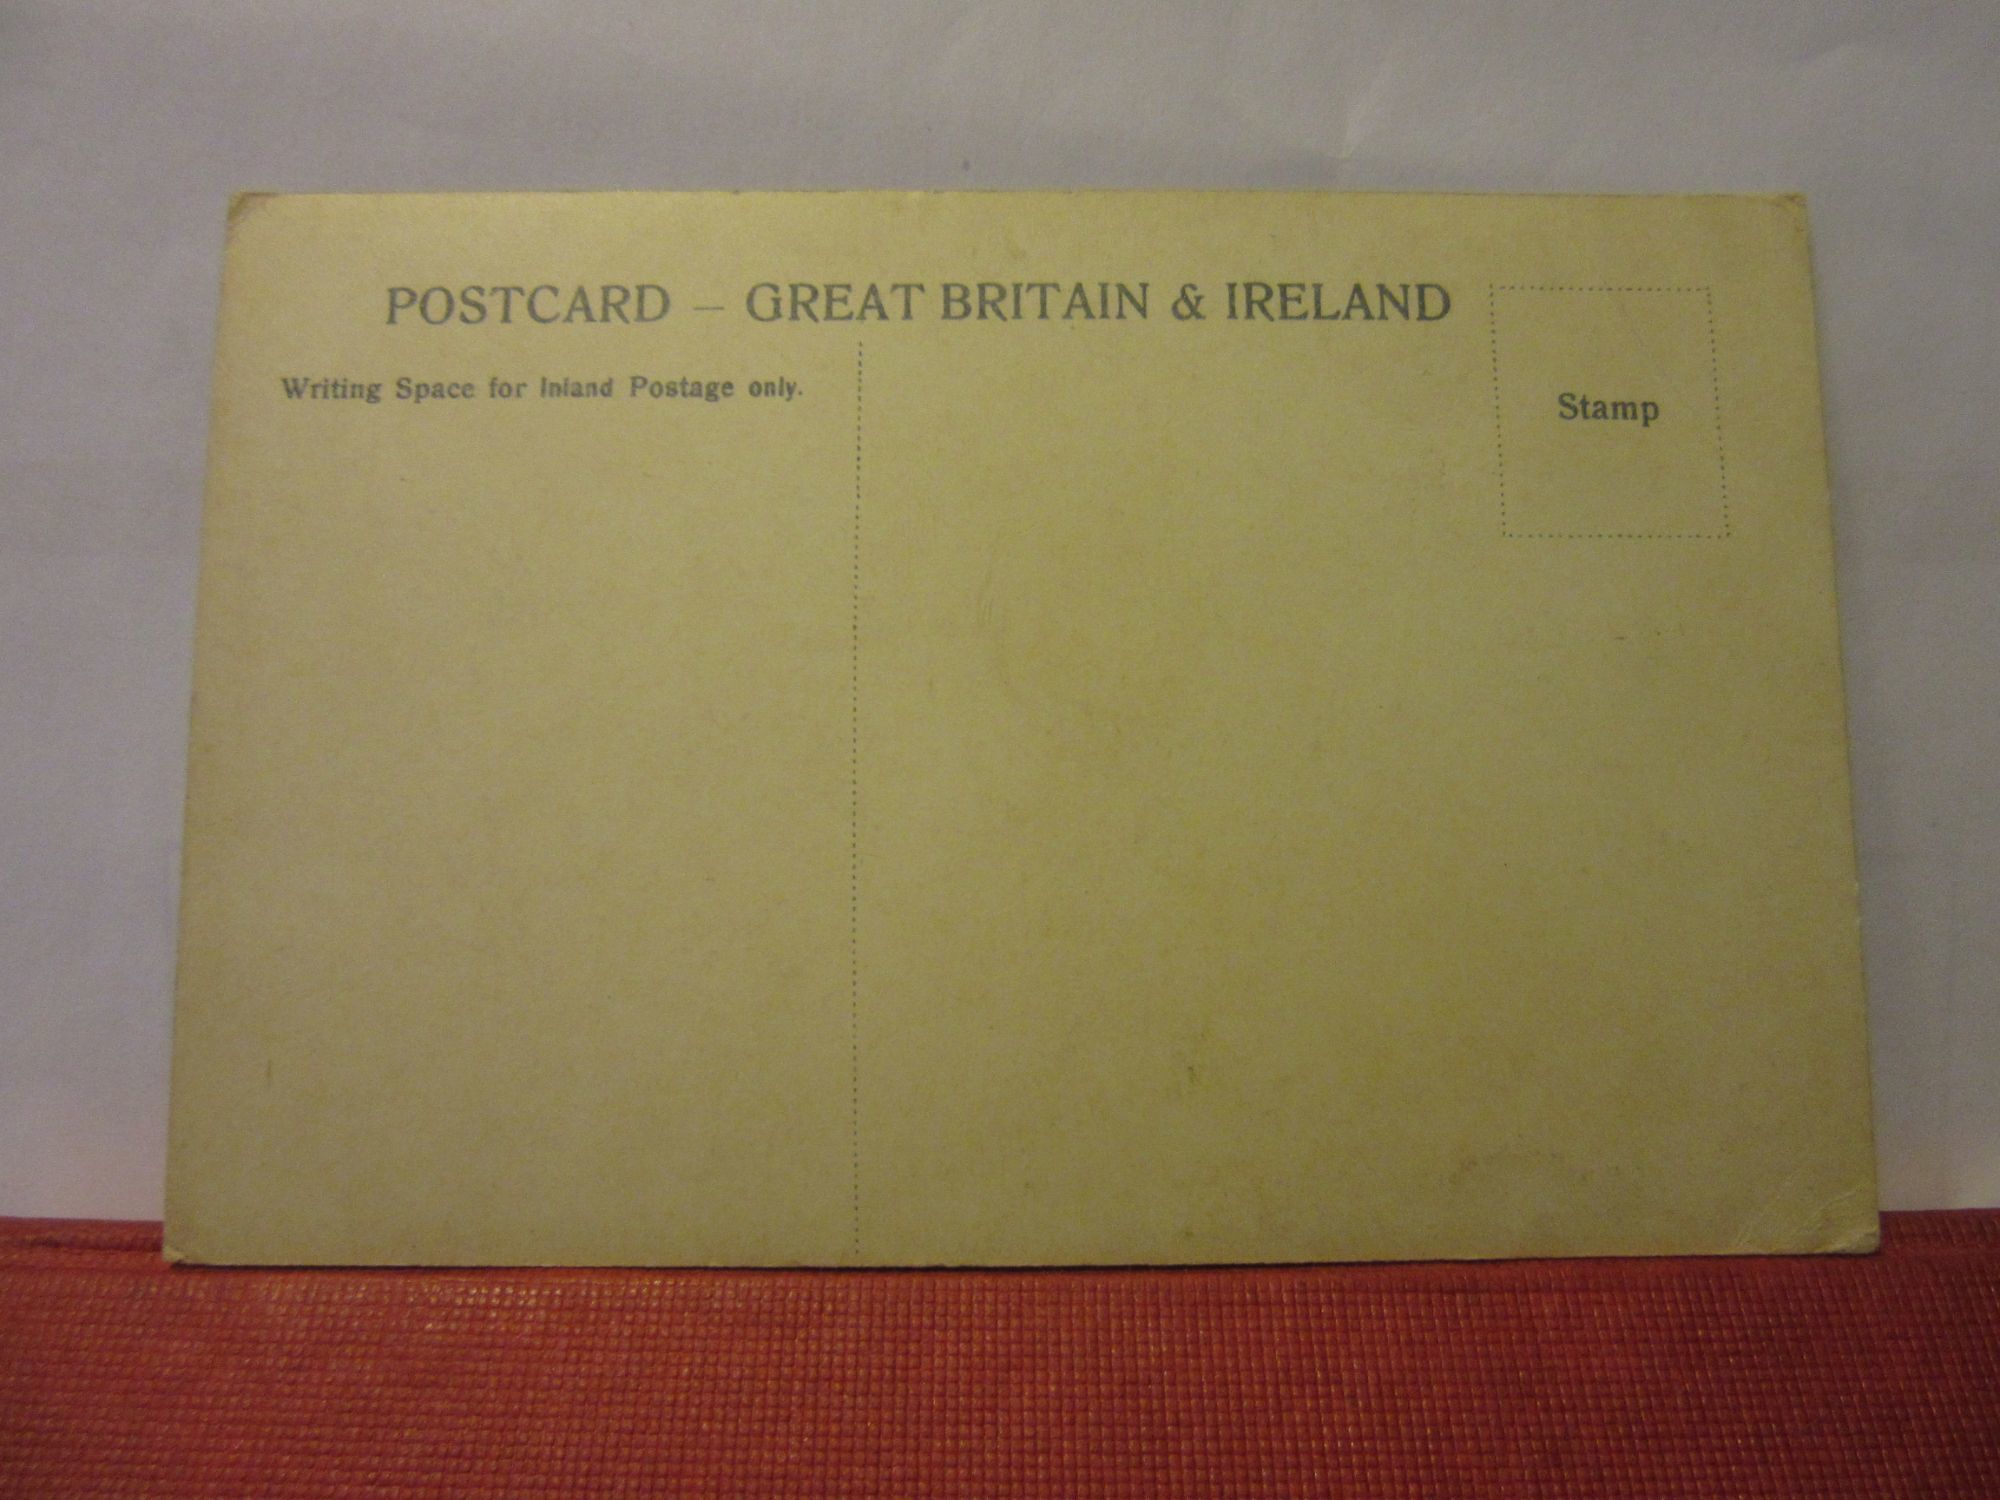 POSTCARD – GREAT BRITAIN & IRELAND
Writing Space for Inland Postage only.
Stamp